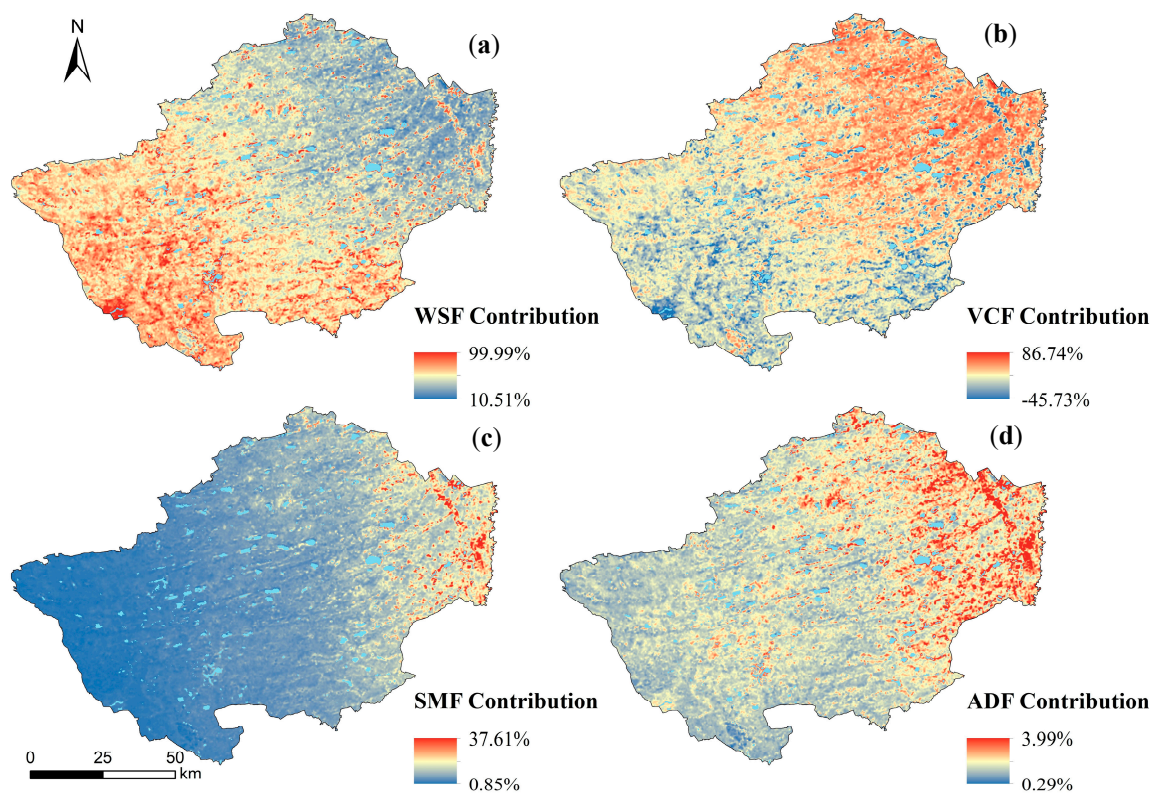 N
(a)
(b)
WSF Contribution
99.99%
10.51%
VCF Contribution
86.74%
-45.73%
(c)
(d)
SMF Contribution
37.61%
0.85%
ADF Contribution
3.99%
0.29%
0 25 50
km